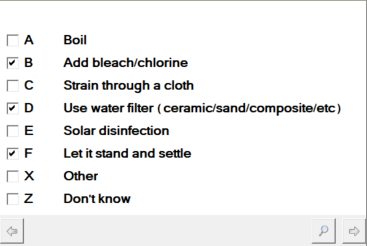 A Boil
B Add bleach/chlorine
C Strain through a cloth
D Use water filter (ceramic/sand/composite/etc)
E Solar disinfection
F Let it stand and settle
X Other
Z Don't know